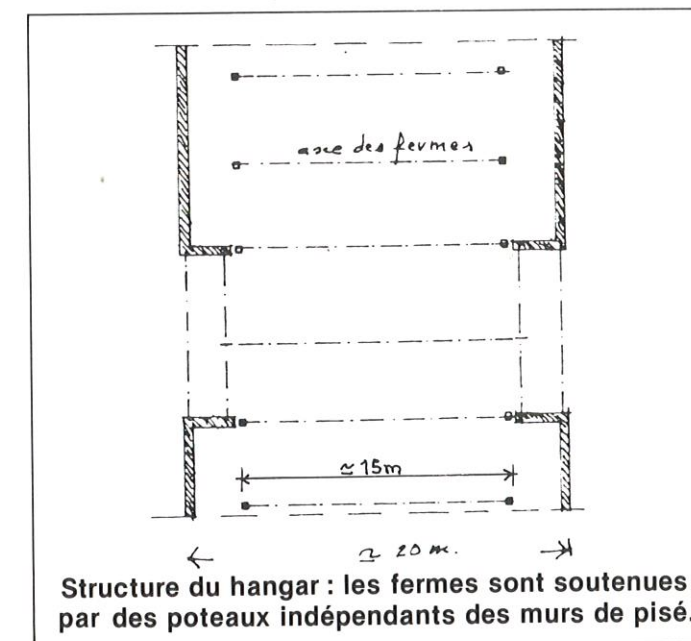 axe des fermes
≃ 15m
≃ 20 m.
Structure du hangar : les fermes sont soutenues
par des poteaux indépendants des murs de pisé.